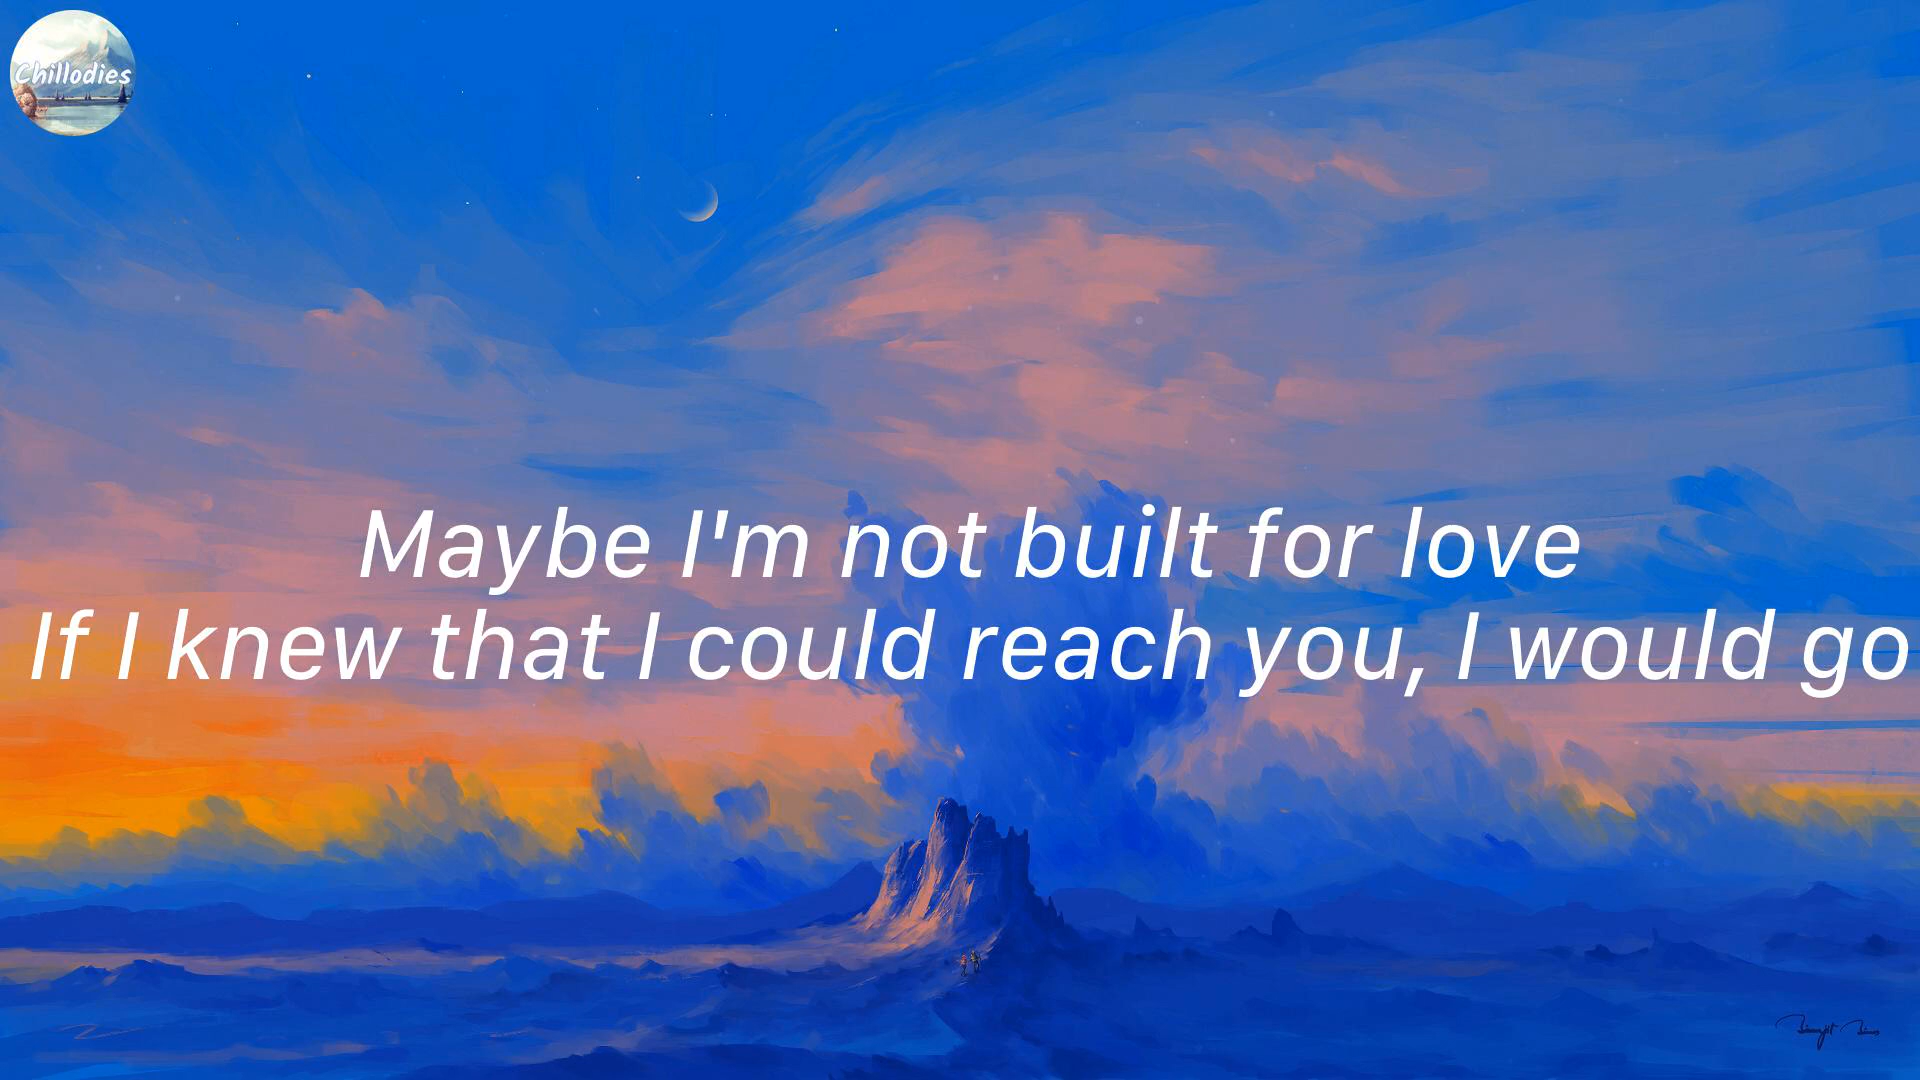 Chillodies
Maybe I'm not built for love
If I knew that I could reach you, I would go